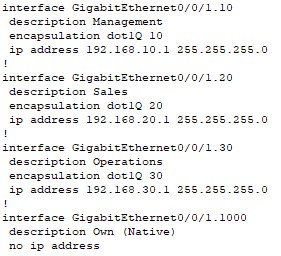 interface GigabitEthernet0/0/1.10
 description Management
 encapsulation dot1Q 10
 ip address 192.168.10.1 255.255.255.0
!
interface GigabitEthernet0/0/1.20
 description Sales
 encapsulation dot1Q 20
 ip address 192.168.20.1 255.255.255.0
!
interface GigabitEthernet0/0/1.30
 description Operations
 encapsulation dot1Q 30
 ip address 192.168.30.1 255.255.255.0
!
interface GigabitEthernet0/0/1.1000
 description Own (Native)
 no ip address